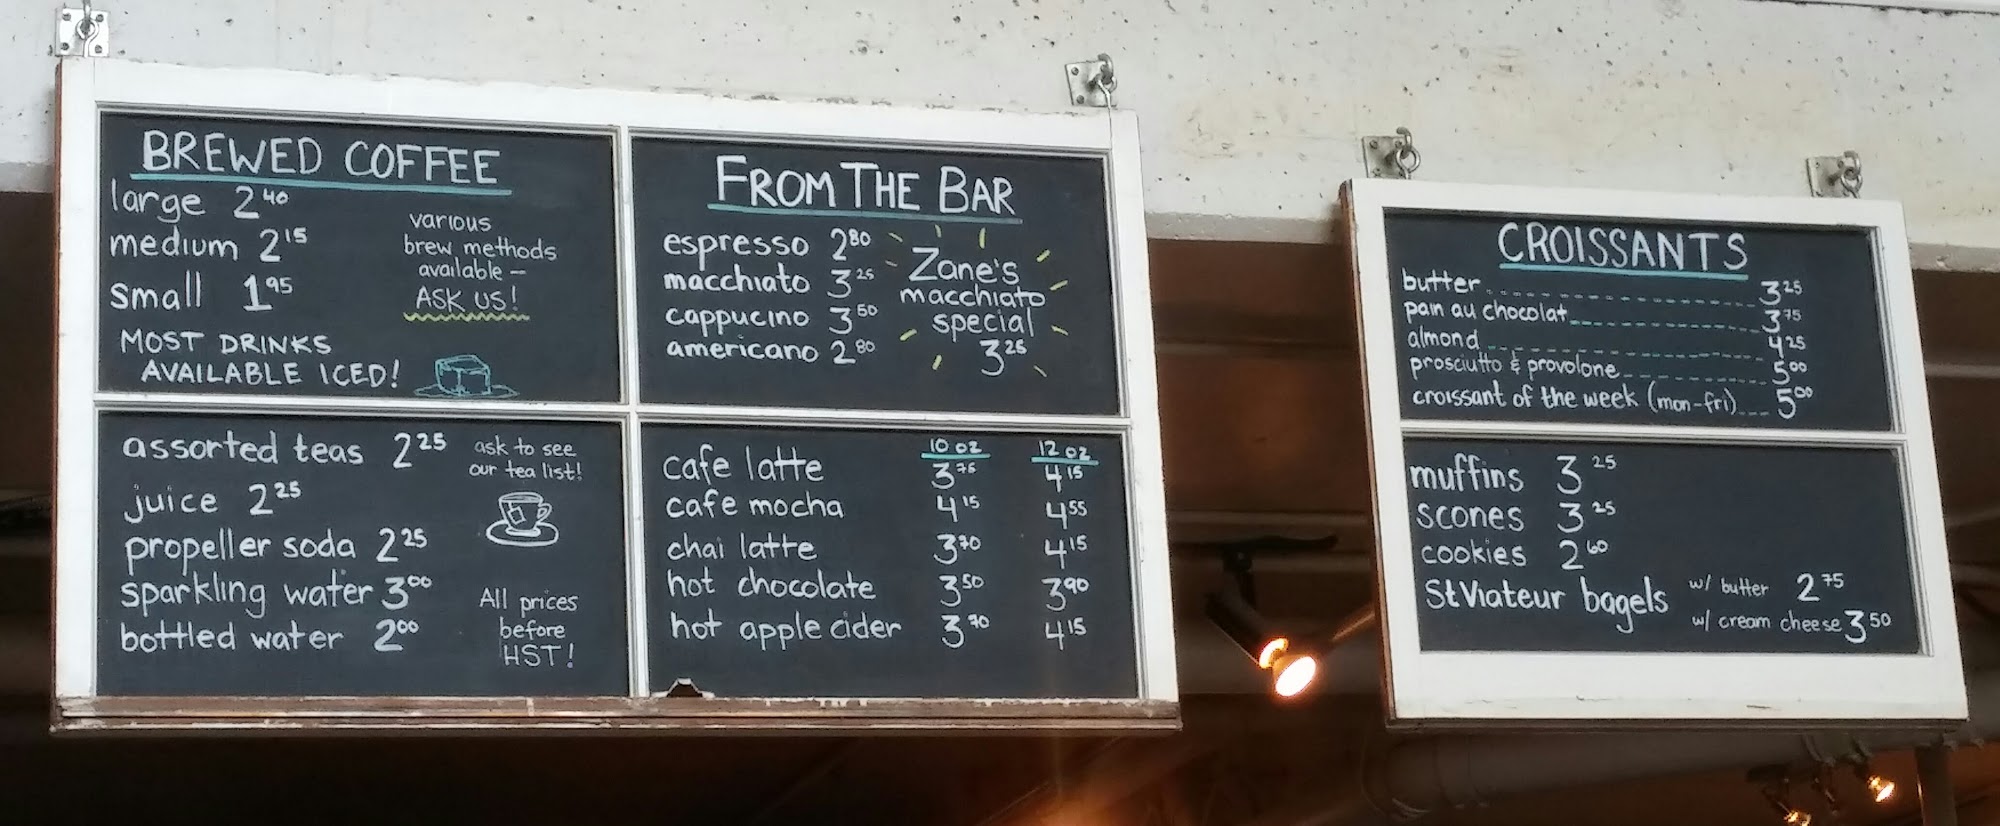 BREWED COFFEE
large 2.40
medium 2.15
small 1.95
various
brew methods
available –
ASK US!
MOST DRINKS
AVAILABLE ICED!
FROM THE BAR
espresso 2.80
macchiato 3.25
cappucino 3.50
americano 2.80
Zane's
macchiato
special
3.25
assorted teas 2.25
juice 2.25
propeller soda 2.25
sparkling water 3.00
bottled water 2.00
ask to see
our tea list!
All prices
before
HST!
10 oz 12 oz
cafe latte 3.75 4.15
cafe mocha 4.15 4.55
chai latte 3.70 4.15
hot chocolate 3.50 3.90
hot apple cider 3.70 4.15
CROISSANTS
butter 3.25
pain au chocolat 3.75
almond 4.25
prosciutto & provolone 5.00
croissant of the week (mon-fri) 5.00
muffins 3.25
scones 3.25
cookies 2.60
St Viateur bagels w/ butter 2.75
w/ cream cheese 3.50